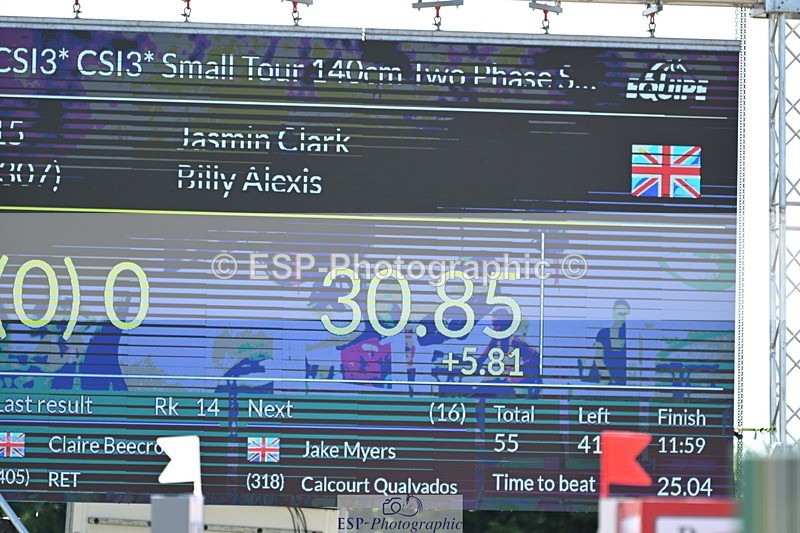 CSI3* CSI3* Small Tour 140cm Two Phase S...
EQUIPE
15 Jasmin Clark
(307) Billy Alexis
(0) 0 30.85
+5.81
© ESP-Photographic ©
Last result Rk 14 Next (16) Total Left Finish
Claire Beecro Jake Myers 55 41 11:59
405) RET (318) Calcourt Qualvados Time to beat 25.04
ESP-Photographic